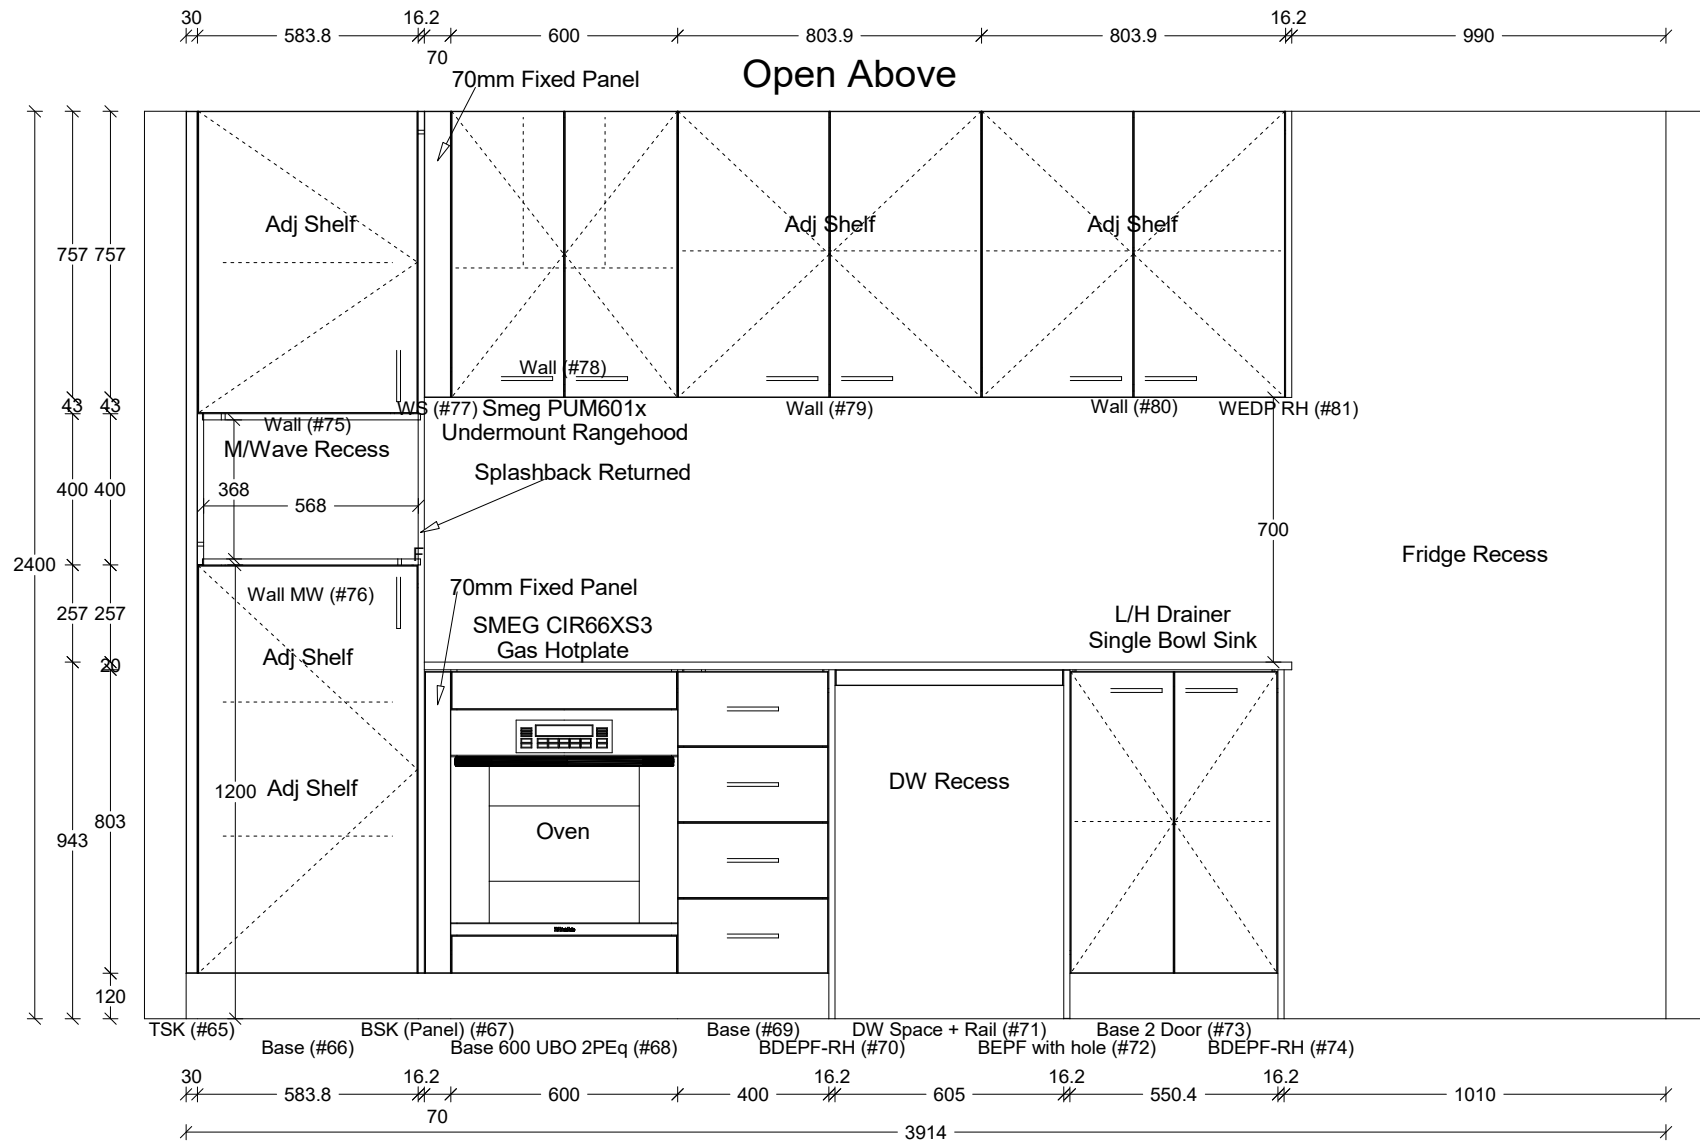 30
16.2
16.2
583.8
600
803.9
803.9
990
70
70mm Fixed Panel
Open Above
Adj Shelf
Adj Shelf
Adj Shelf
757
757
Wall (#78)
43
43
WS (#77)
Smeg PUM601x
Undermount Rangehood
Wall (#79)
Wall (#80)
WEDP RH (#81)
Wall (#75)
M/Wave Recess
Splashback Returned
400
400
368
568
700
2400
F
Fridge Recess
257
257
Wall MW (#76)
70mm Fixed Panel
SMEG CIR66XS3
Gas Hotplate
L/H Drainer
Single Bowl Sink
20
Adj Shelf
DW Recess
1200
Adj Shelf
803
943
Oven
120
TSK (#65)
BSK (Panel) (#67)
Base (#69)
DW Space + Rail (#71)
Base 2 Door (#73)
Base (#66)
Base 600 UBO 2PEq (#68)
BDEPF-RH (#70)
BEPF with hole (#72)
BDEPF-RH (#74)
30
16.2
16.2
16.2
16.2
583.8
600
400
605
550.4
1010
70
3914